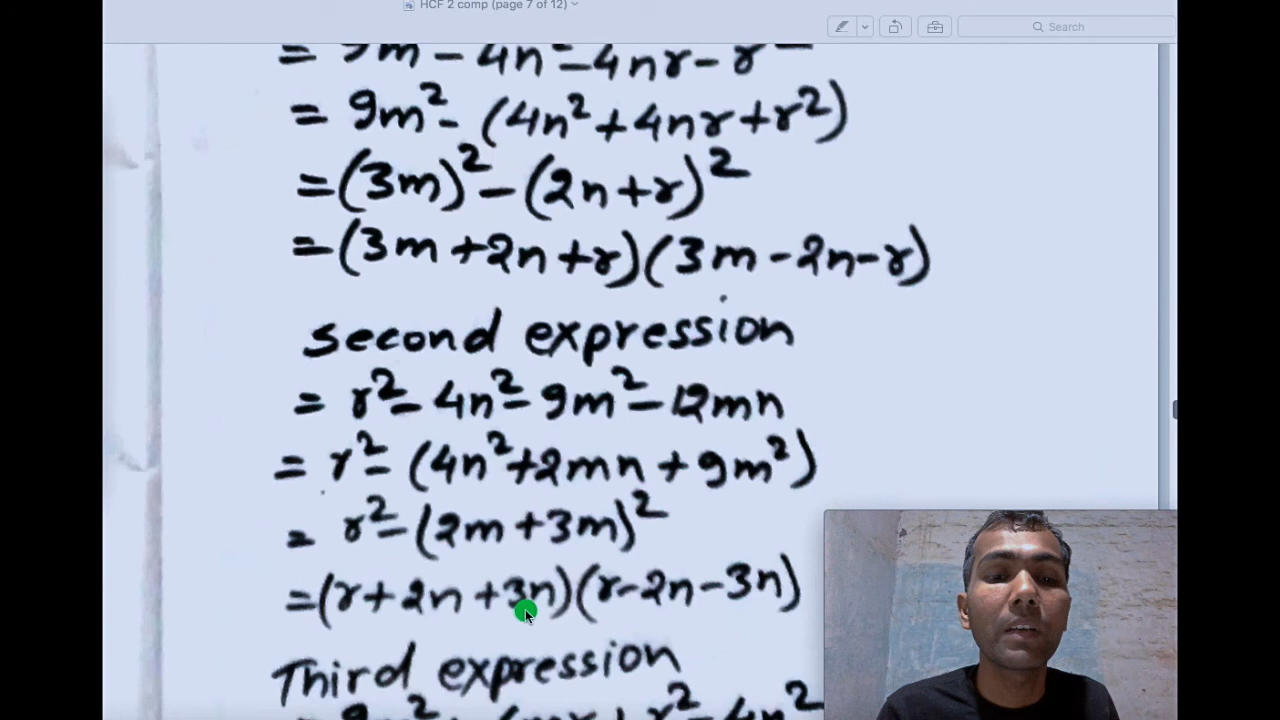 HCF 2 comp (page 7 of 12)
Search
= 9m² - (4n² + 4nr + r²)
= (3m)² - (2n + r)²
= (3m + 2n + r)(3m - 2n - r)
second expression
= r² - 4n² - 9m² - 12mn
= r² - (4n² + 2mn + 9m²)
= r² - (2m + 3m)²
= (r + 2n + 3n)(r - 2n - 3n)
Third expression